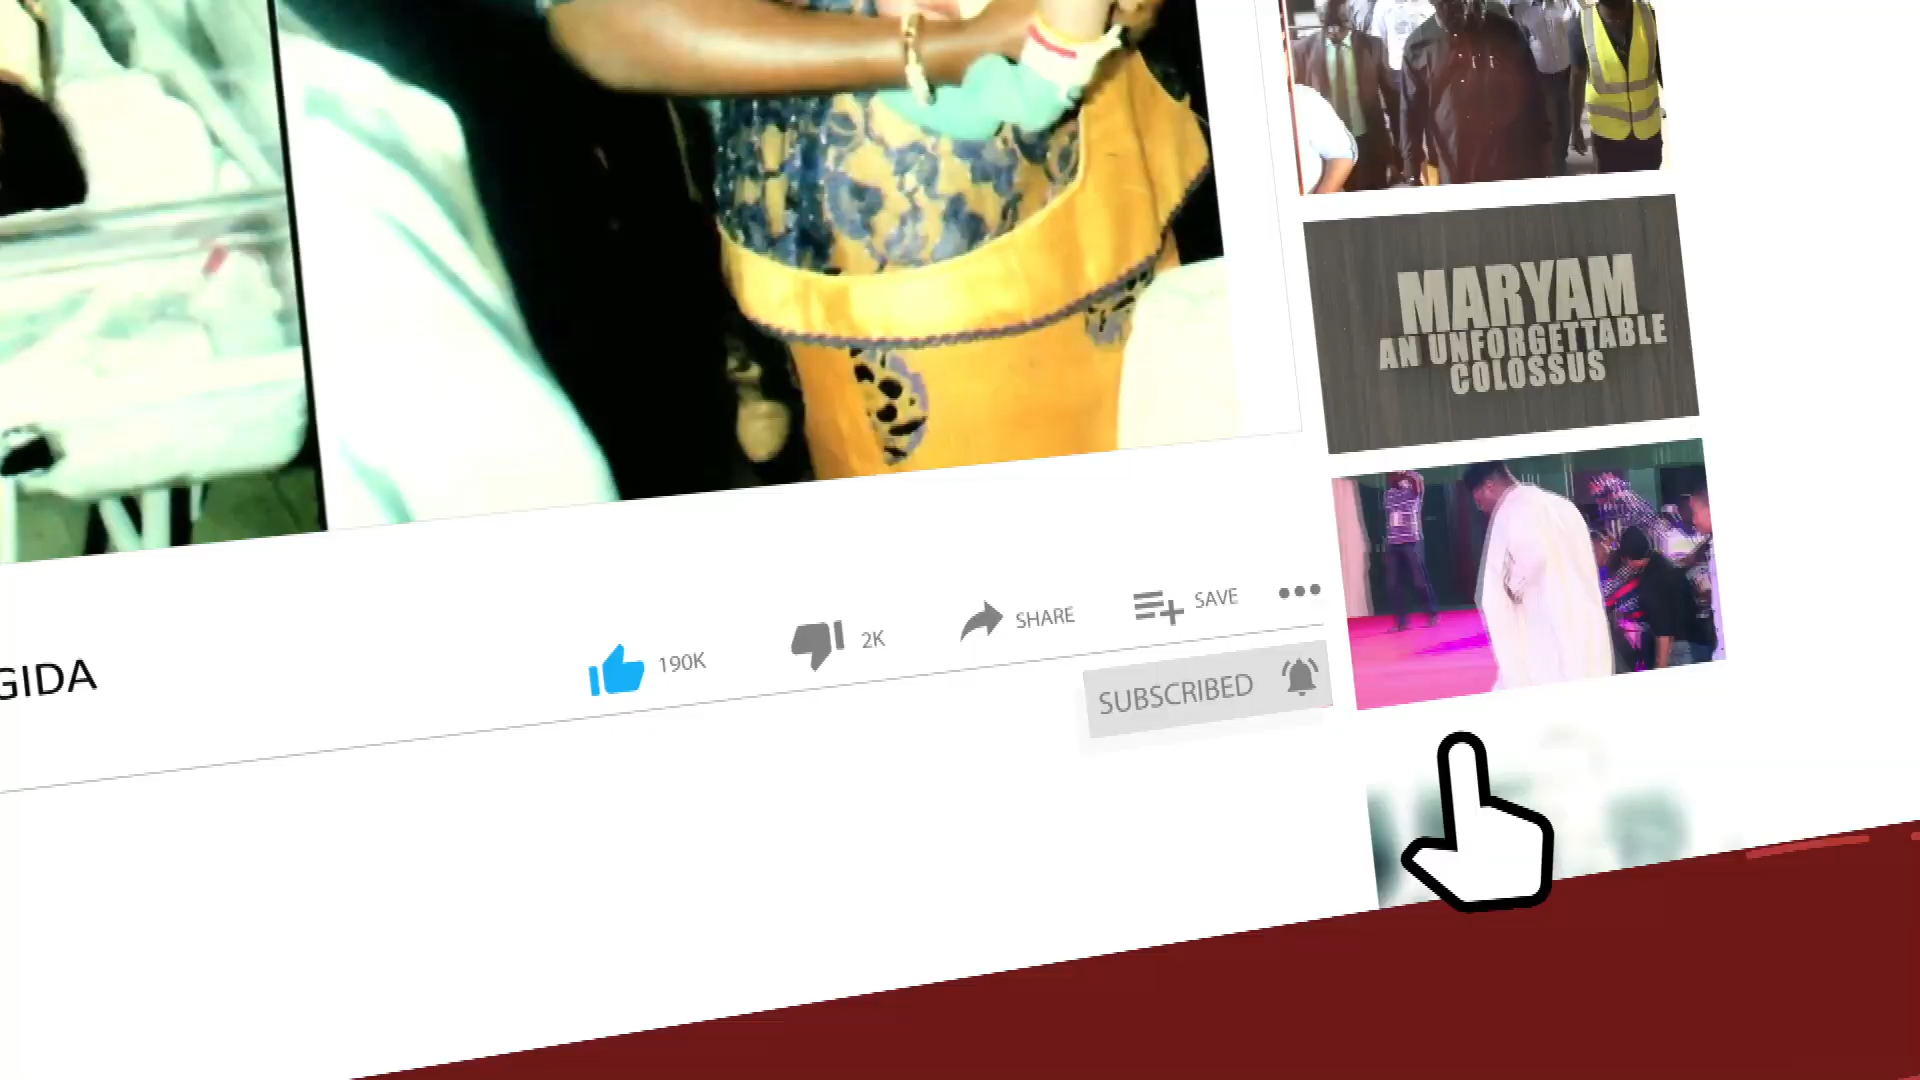 MARYAM
AN UNFORGETTABLE
COLOSSUS
GIDA
190K
2K
SHARE
SAVE
SUBSCRIBED